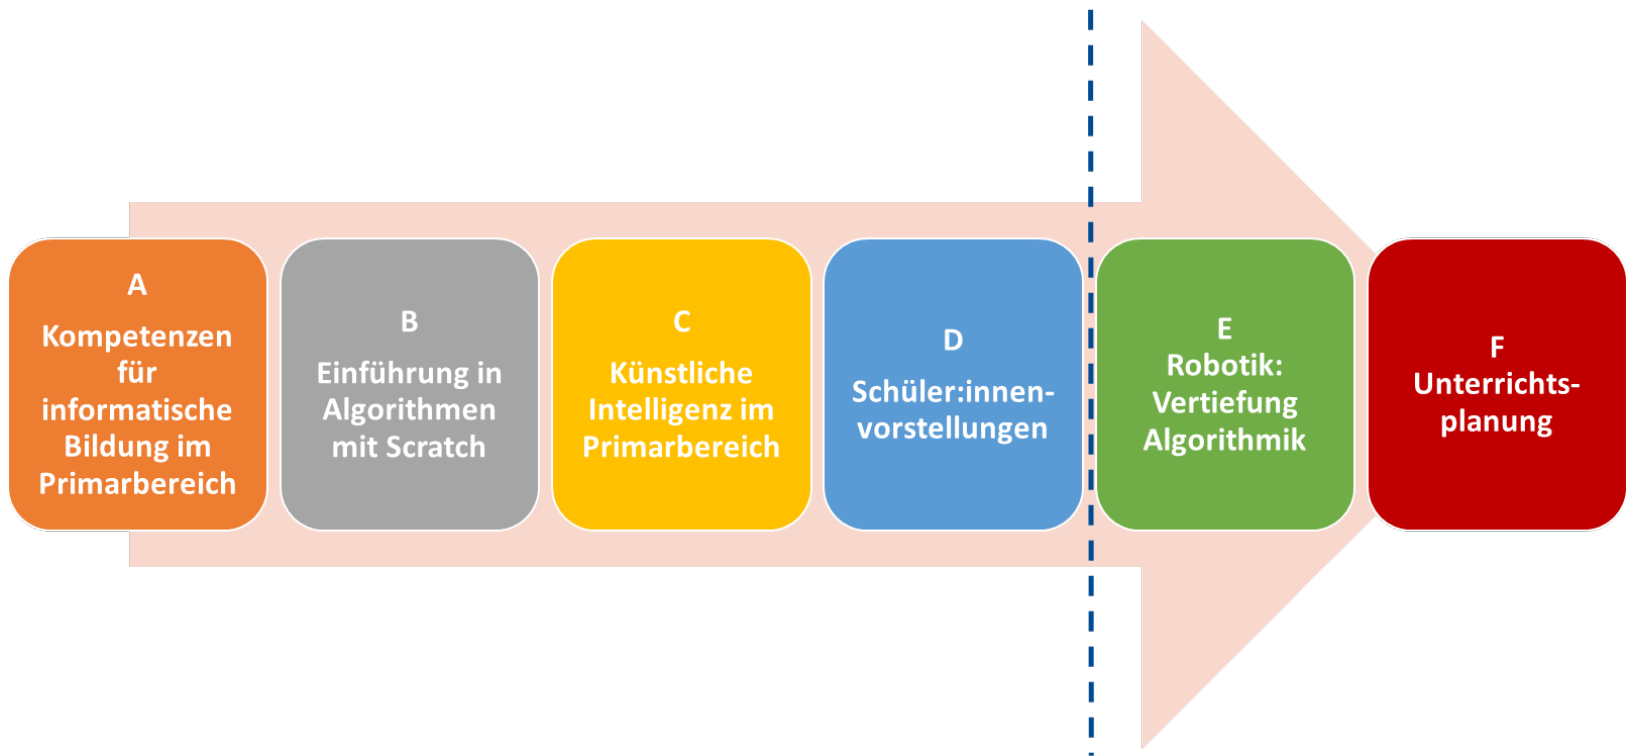 A
Kompetenzen
für
informatische
Bildung im
Primarbereich
B
Einführung in
Algorithmen
mit Scratch
C
Künstliche
Intelligenz im
Primarbereich
D
Schüler:innen-
vorstellungen
E
Robotik:
Vertiefung
Algorithmik
F
Unterrichts-
planung